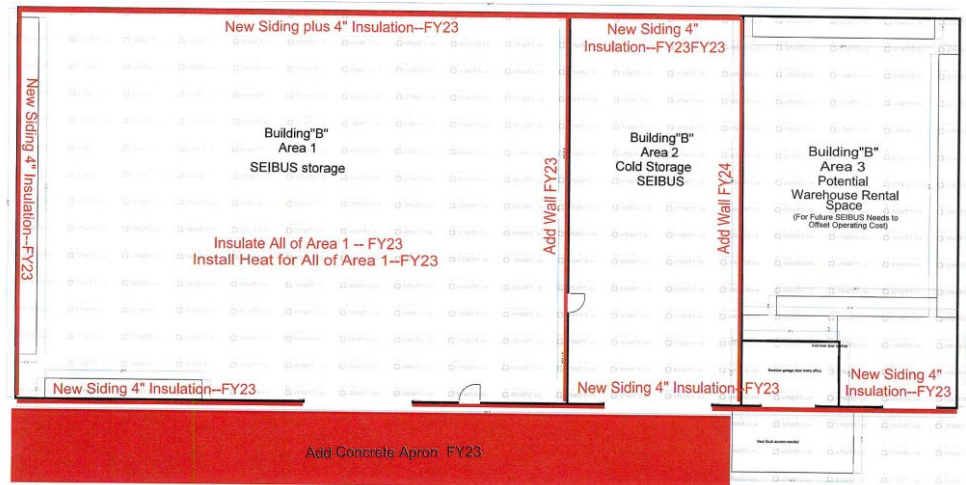 New Siding plus 4" Insulation--FY23
New Siding 4"
Insulation--FY23FY23
New Siding 4" Insulation---FY23
Building"B"
Area 1
SEIBUS storage
Building"B"
Area 2
Cold Storage
SEIBUS
Building"B"
Area 3
Potential
Warehouse Rental
Space
(For Future SEIBUS Needs to
Offset Operating Cost)
Add Wall FY23
Add Wall FY24
Insulate All of Area 1 -- FY23
Install Heat for All of Area 1--FY23
New Siding 4" Insulation--FY23
New Siding 4" Insulation--FY23
New Siding 4"
Insulation--FY23
Add Concrete Apron FY23